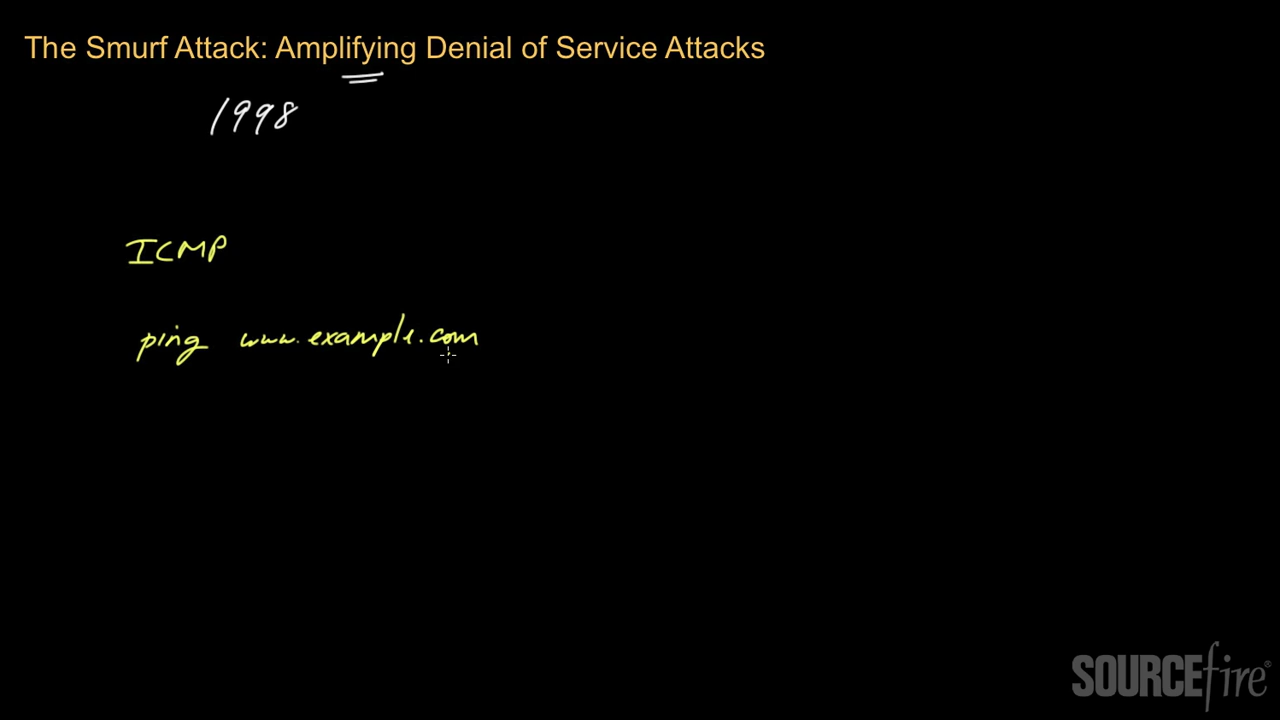 The Smurf Attack: Amplifying Denial of Service Attacks
1998
ICMP
ping www.example.com
SOURCEfire®